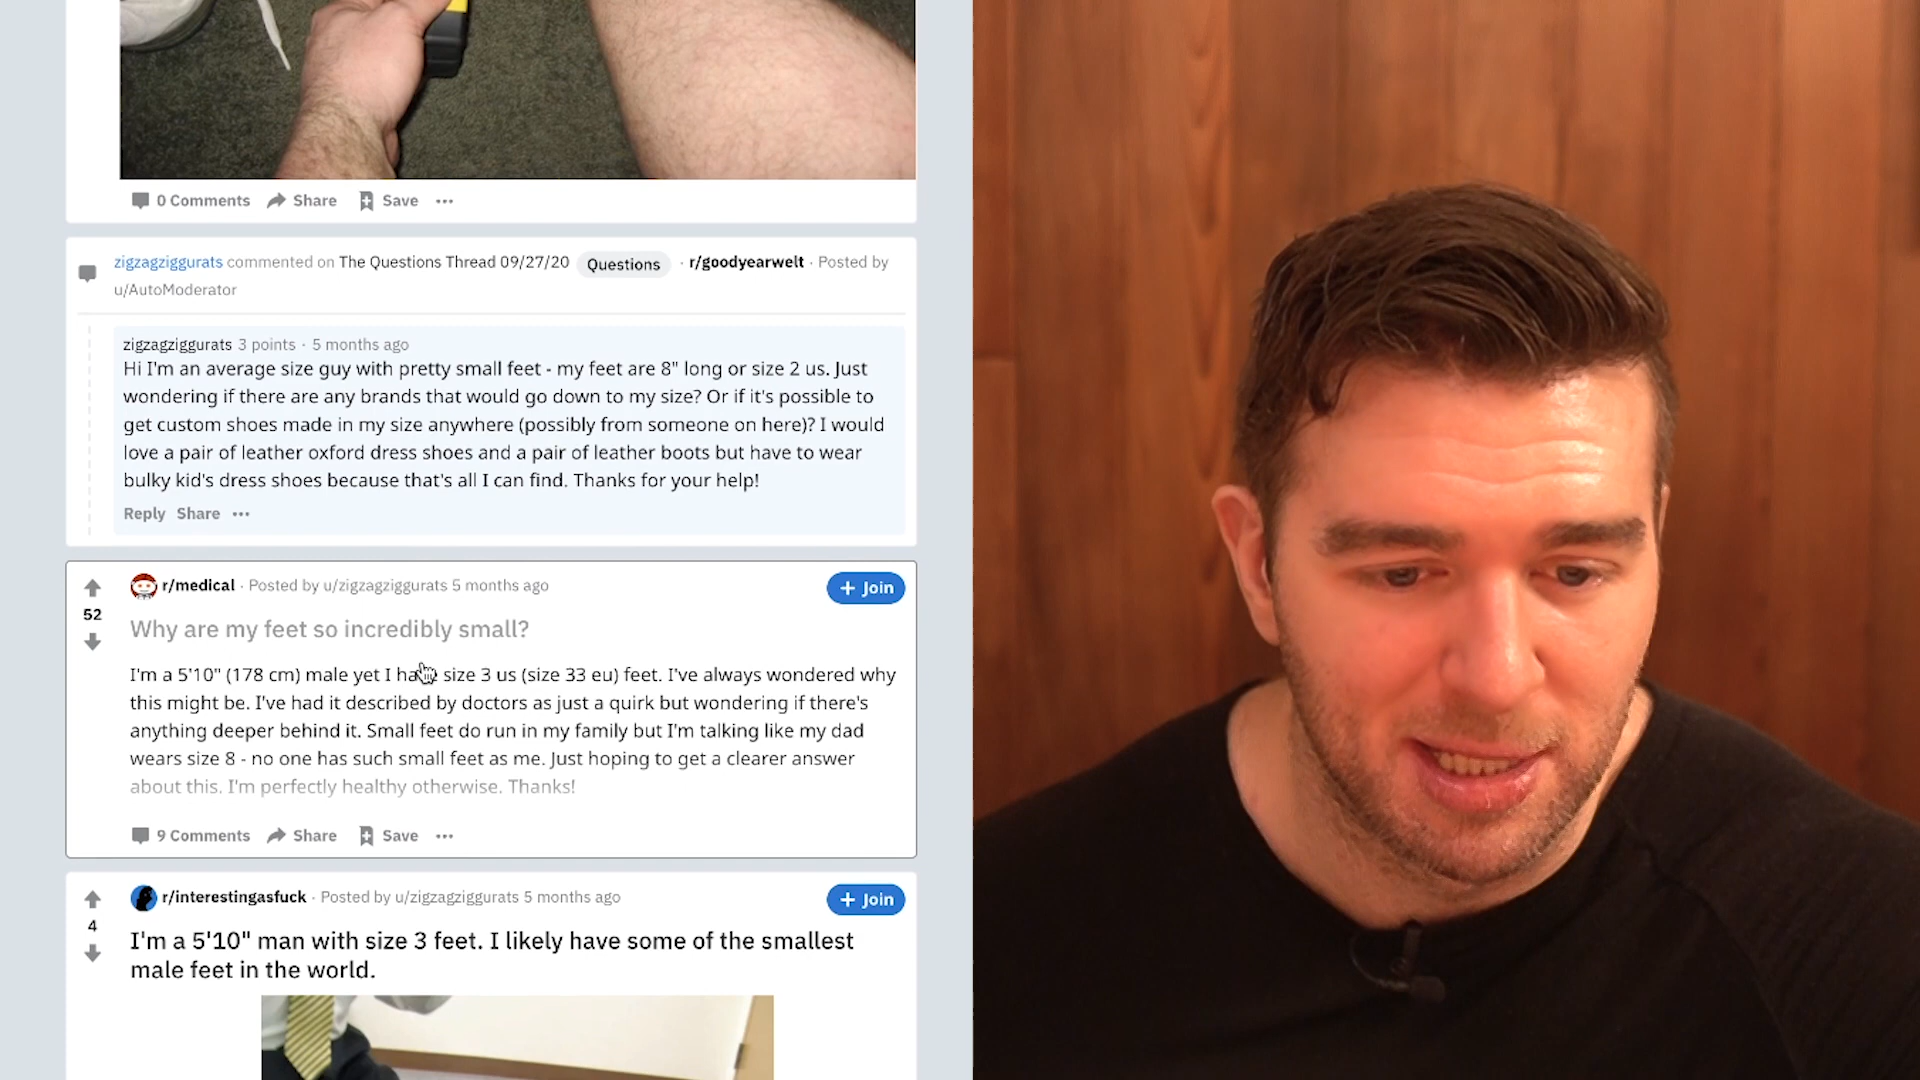 0 Comments Share Save ...
zigzagziggurats commented on The Questions Thread 09/27/20 Questions · r/goodyearwelt · Posted by
u/AutoModerator
zigzagziggurats 3 points · 5 months ago
Hi I'm an average size guy with pretty small feet - my feet are 8" long or size 2 us. Just
wondering if there are any brands that would go down to my size? Or if it's possible to
get custom shoes made in my size anywhere (possibly from someone on here)? I would
love a pair of leather oxford dress shoes and a pair of leather boots but have to wear
bulky kid's dress shoes because that's all I can find. Thanks for your help!
Reply Share ...
r/medical · Posted by u/zigzagziggurats 5 months ago + Join
52
Why are my feet so incredibly small?
I'm a 5'10" (178 cm) male yet I have size 3 us (size 33 eu) feet. I've always wondered why
this might be. I've had it described by doctors as just a quirk but wondering if there's
anything deeper behind it. Small feet do run in my family but I'm talking like my dad
wears size 8 - no one has such small feet as me. Just hoping to get a clearer answer
about this. I'm perfectly healthy otherwise. Thanks!
9 Comments Share Save ...
r/interestingasfuck · Posted by u/zigzagziggurats 5 months ago + Join
4
I'm a 5'10" man with size 3 feet. I likely have some of the smallest
male feet in the world.